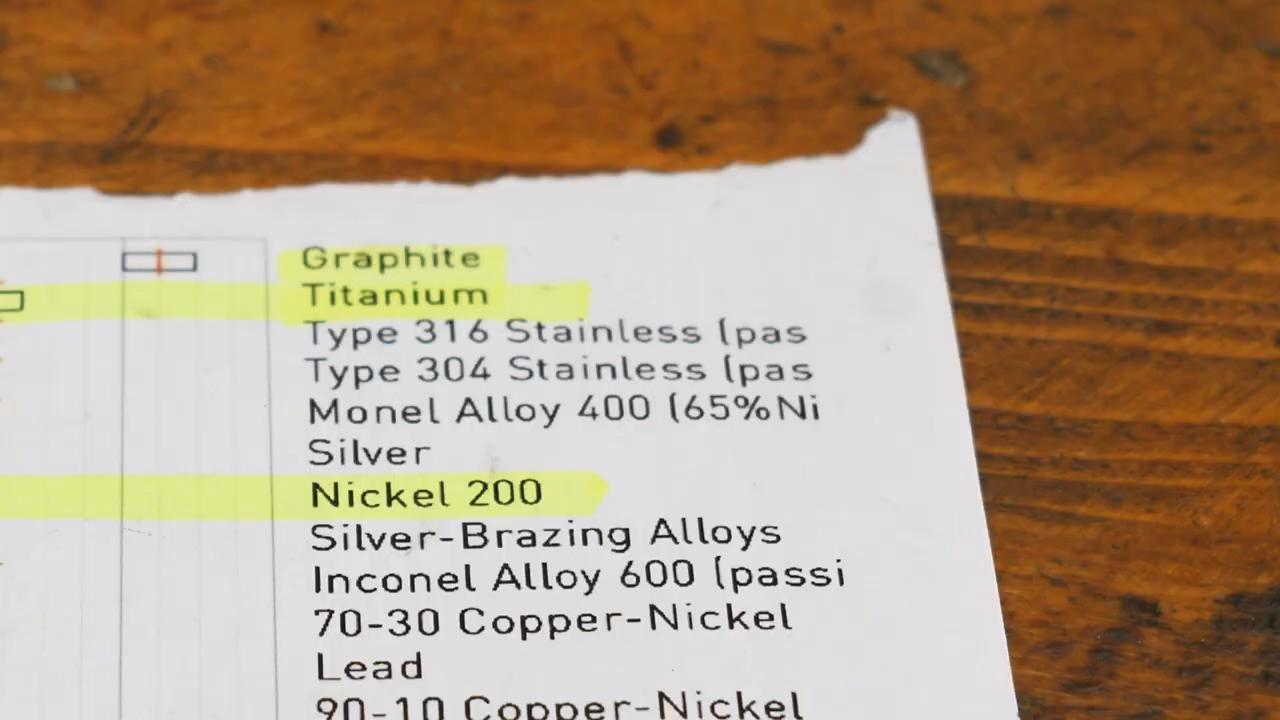 Graphite
Titanium
Type 316 Stainless (pas
Type 304 Stainless (pas
Monel Alloy 400 (65%Ni
Silver
Nickel 200
Silver-Brazing Alloys
Inconel Alloy 600 (passi
70-30 Copper-Nickel
Lead
90-10 Copper-Nickel